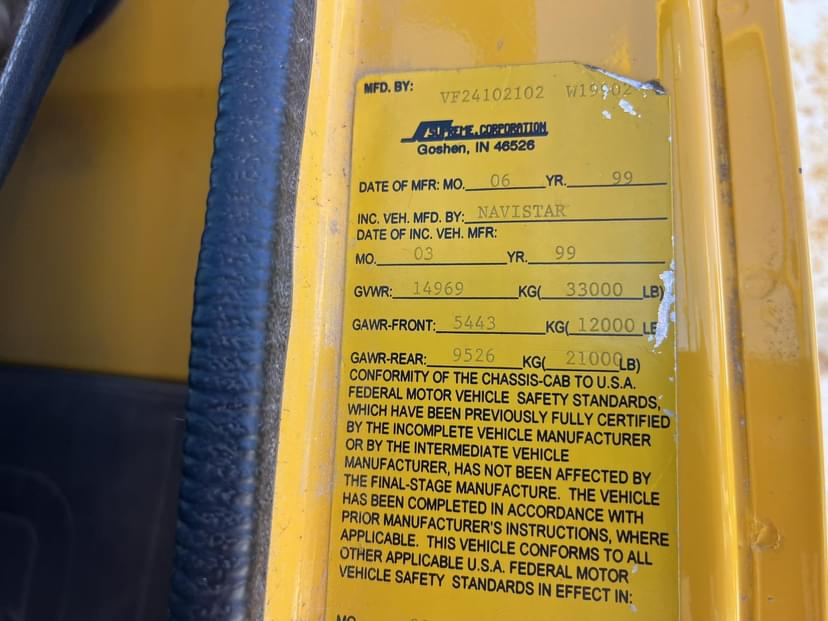 MFD. BY: VF24102102 W19902
SUPREME CORPORATION
Goshen, IN 46526
DATE OF MFR: MO. 06 YR. 99
INC. VEH. MFD. BY: NAVISTAR
DATE OF INC. VEH. MFR:
MO. 03 YR. 99
GVWR: 14969 KG( 33000 LB)
GAWR-FRONT: 5443 KG( 12000 LB
GAWR-REAR: 9526 KG( 21000 LB)
CONFORMITY OF THE CHASSIS-CAB TO U.S.A.
FEDERAL MOTOR VEHICLE SAFETY STANDARDS,
WHICH HAVE BEEN PREVIOUSLY FULLY CERTIFIED
BY THE INCOMPLETE VEHICLE MANUFACTURER
OR BY THE INTERMEDIATE VEHICLE
MANUFACTURER, HAS NOT BEEN AFFECTED BY
THE FINAL-STAGE MANUFACTURE. THE VEHICLE
HAS BEEN COMPLETED IN ACCORDANCE WITH
PRIOR MANUFACTURER'S INSTRUCTIONS, WHERE
APPLICABLE. THIS VEHICLE CONFORMS TO ALL
OTHER APPLICABLE U.S.A. FEDERAL MOTOR
VEHICLE SAFETY STANDARDS IN EFFECT IN: